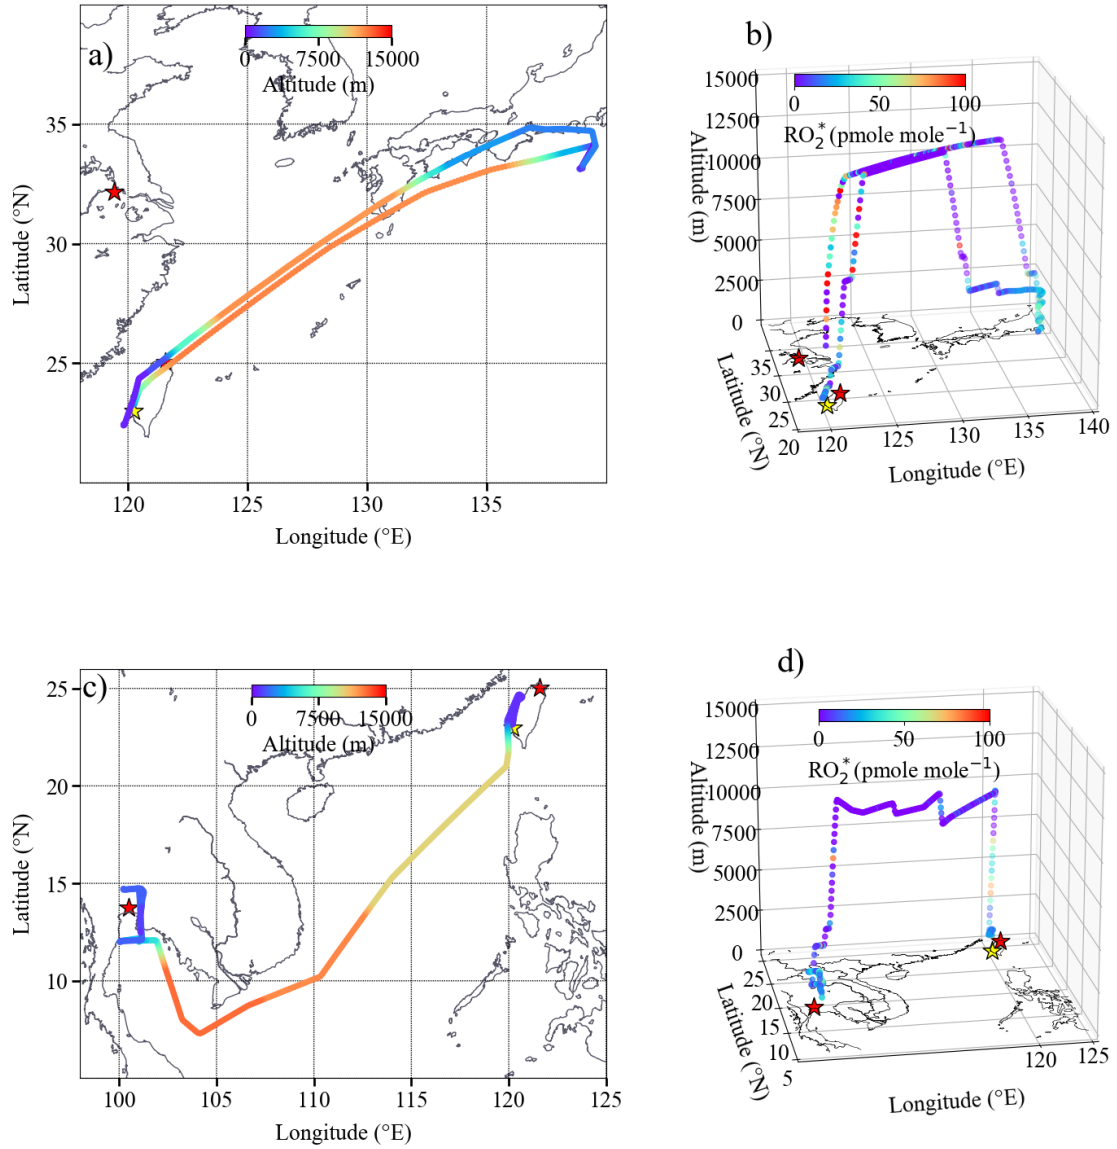 a)
0 7500 15000
Altitude (m)
35
30
25
Latitude (°N)
120 125 130 135
Longitude (°E)
b)
0 50 100
RO2* (pmole mole−1)
15000
12500
10000
7500
5000
2500
0
Altitude (m)
35
30
25
20
Latitude (°N)
120 125 130 135 140
Longitude (°E)
c)
0 7500 15000
Altitude (m)
25
20
15
10
Latitude (°N)
100 105 110 115 120 125
Longitude (°E)
d)
0 50 100
RO2* (pmole mole−1)
15000
12500
10000
7500
5000
2500
0
Altitude (m)
25
20
15
10
5
Latitude (°N)
120 125
Longitude (°E)